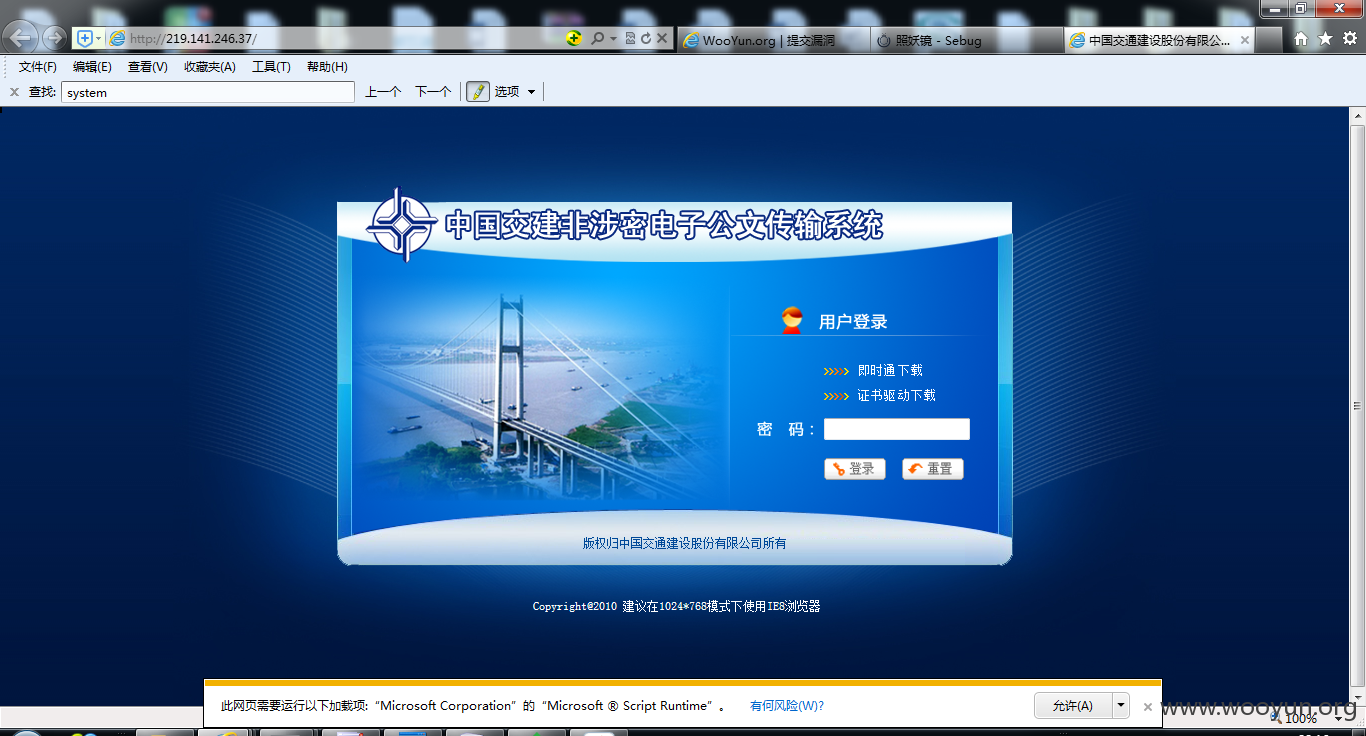 http://219.141.246.37/
WooYun.org | 提交漏洞
照妖镜 - Sebug
中国交通建设股份有限公...
文件(F) 编辑(E) 查看(V) 收藏夹(A) 工具(T) 帮助(H)
查找: system 上一个 下一个 选项
中国交建非涉密电子公文传输系统
用户登录
>>>>> 即时通下载
>>>>> 证书驱动下载
密 码：
登录 重置
版权归中国交通建设股份有限公司所有
Copyright@2010 建议在1024*768模式下使用IE8浏览器
此网页需要运行以下加载项: “Microsoft Corporation”的“Microsoft ® Script Runtime”。 有何风险(W)? 允许(A)
www.wooyun.org
100%